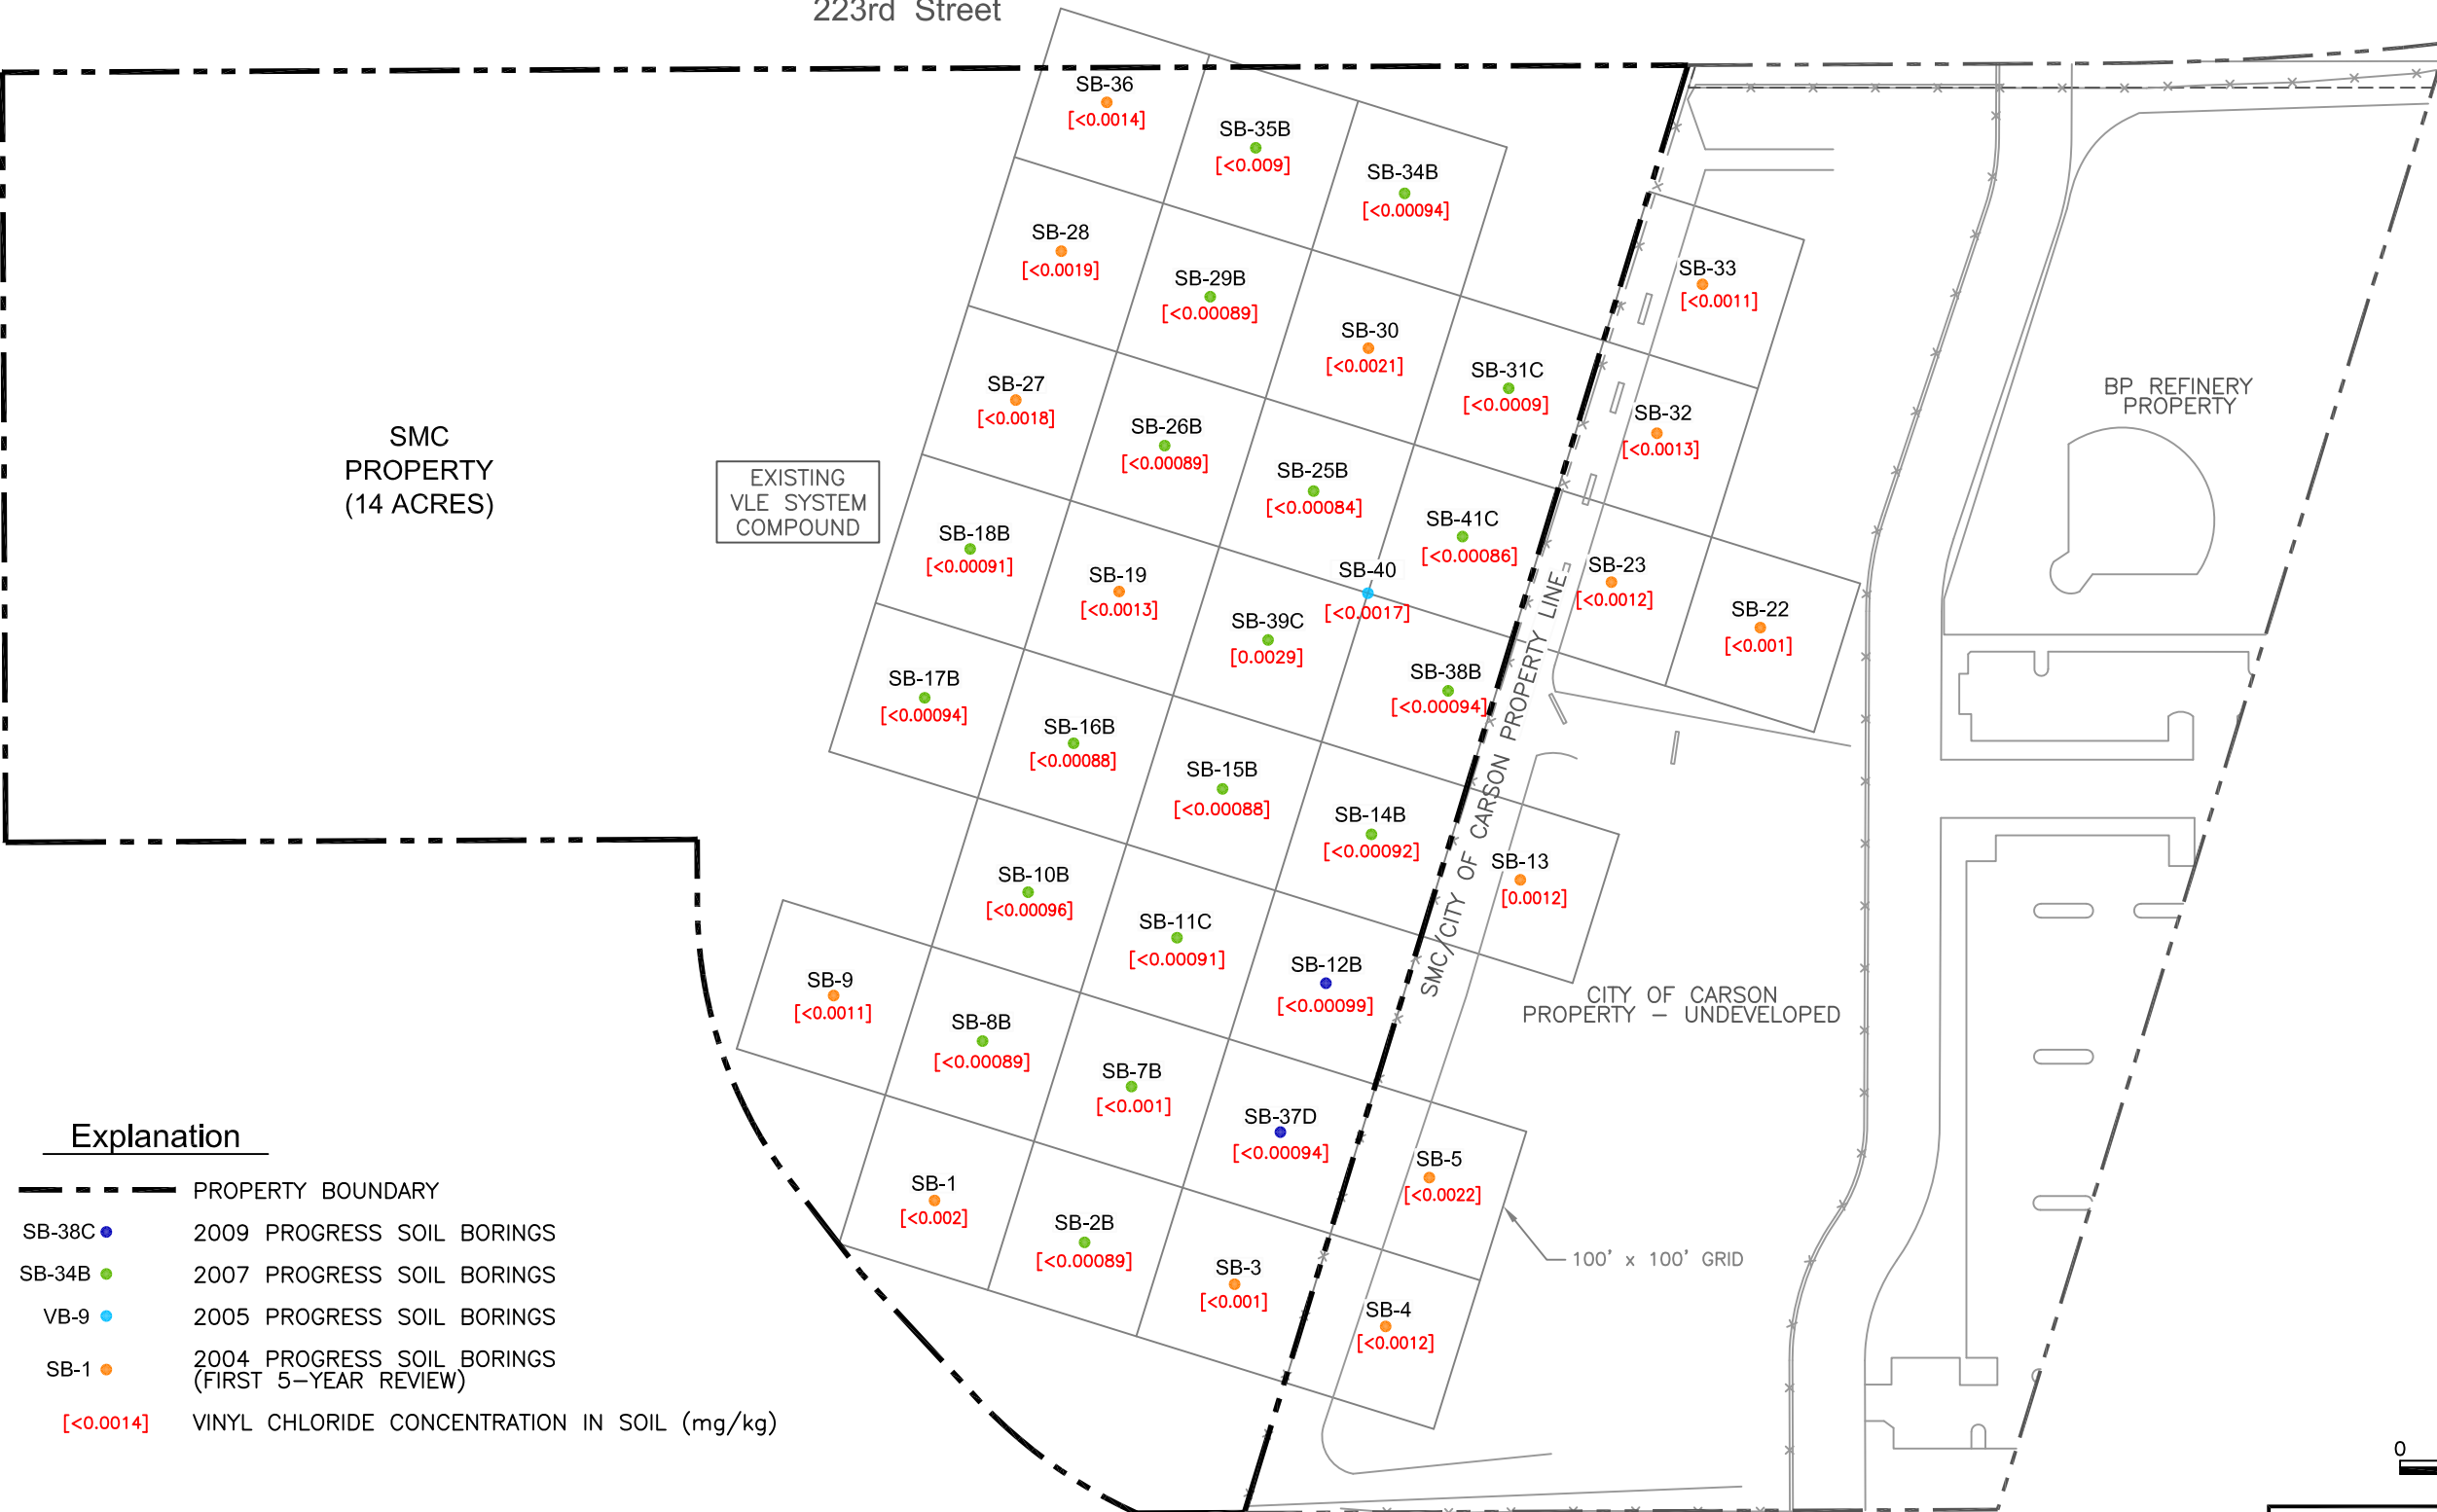 223rd Street
SB-36
[<0.0014]
SB-35B
[<0.009]
SB-34B
[<0.00094]
SB-28
[<0.0019]
SB-29B
[<0.00089]
SB-33
[<0.0011]
SB-30
[<0.0021]
SB-31C
[<0.0009]
SB-27
[<0.0018]
SB-26B
[<0.00089]
SB-32
[<0.0013]
BP REFINERY
PROPERTY
SMC
PROPERTY
(14 ACRES)
EXISTING
VLE SYSTEM
COMPOUND
SB-25B
[<0.00084]
SB-41C
[<0.00086]
SB-18B
[<0.00091]
SB-19
[<0.0013]
SB-40
[<0.0017]
SB-23
[<0.0012]
SB-22
[<0.001]
SB-39C
[0.0029]
SB-38B
[<0.00094]
SB-17B
[<0.00094]
SB-16B
[<0.00088]
SB-15B
[<0.00088]
SB-14B
[<0.00092]
SMC/CITY OF CARSON PROPERTY LINE
SB-13
[0.0012]
SB-10B
[<0.00096]
SB-11C
[<0.00091]
SB-12B
[<0.00099]
CITY OF CARSON
PROPERTY – UNDEVELOPED
SB-9
[<0.0011]
SB-8B
[<0.00089]
SB-7B
[<0.001]
SB-37D
[<0.00094]
SB-5
[<0.0022]
SB-1
[<0.002]
SB-2B
[<0.00089]
SB-3
[<0.001]
SB-4
[<0.0012]
100' x 100' GRID
Explanation
PROPERTY BOUNDARY
SB-38C 2009 PROGRESS SOIL BORINGS
SB-34B 2007 PROGRESS SOIL BORINGS
VB-9 2005 PROGRESS SOIL BORINGS
SB-1 2004 PROGRESS SOIL BORINGS
(FIRST 5-YEAR REVIEW)
[<0.0014] VINYL CHLORIDE CONCENTRATION IN SOIL (mg/kg)
0